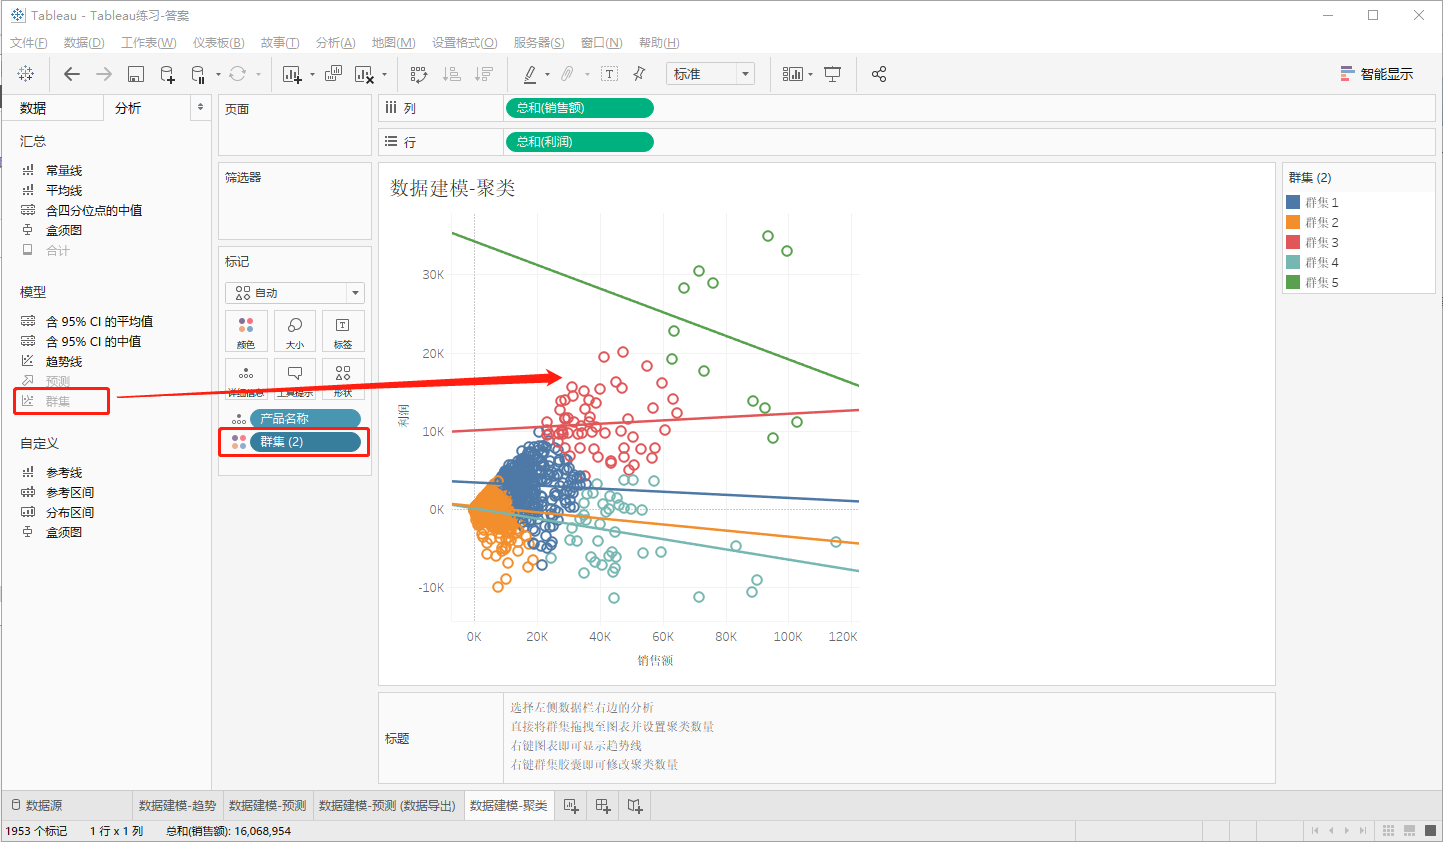 Tableau - Tableau练习-答案
文件(F) 数据(D) 工作表(W) 仪表板(B) 故事(T) 分析(A) 地图(M) 设置格式(O) 服务器(S) 窗口(N) 帮助(H)
标准
智能显示
数据
分析
汇总
常量线
平均线
含四分位点的中值
盒须图
合计
模型
含 95% CI 的平均值
含 95% CI 的中值
趋势线
预测
群集
自定义
参考线
参考区间
分布区间
盒须图
页面
筛选器
标记
自动
颜色 大小 标签
详细信息 工具提示 形状
产品名称
群集 (2)
列
总和(销售额)
行
总和(利润)
数据建模-聚类
利润
30K
20K
10K
0K
-10K
0K 20K 40K 60K 80K 100K 120K
销售额
群集 (2)
群集 1
群集 2
群集 3
群集 4
群集 5
标题
选择左侧数据栏右边的分析
直接将群集拖拽至图表并设置聚类数量
右键图表即可显示趋势线
右键群集胶囊即可修改聚类数量
数据源 数据建模-趋势 数据建模-预测 数据建模-预测 (数据导出) 数据建模-聚类
1953 个标记 1 行 x 1 列 总和(销售额): 16,068,954